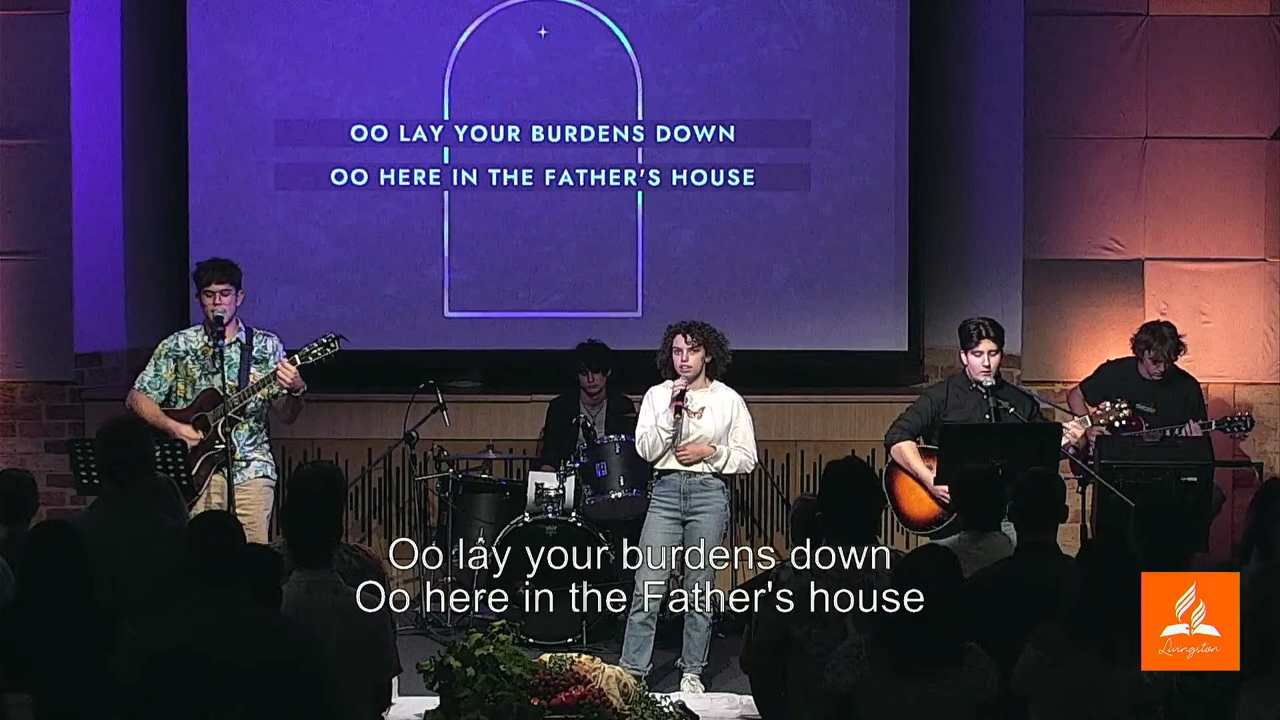 OO LAY YOUR BURDENS DOWN
OO HERE IN THE FATHER'S HOUSE
Oo lay your burdens down
Oo here in the Father's house
Livingston